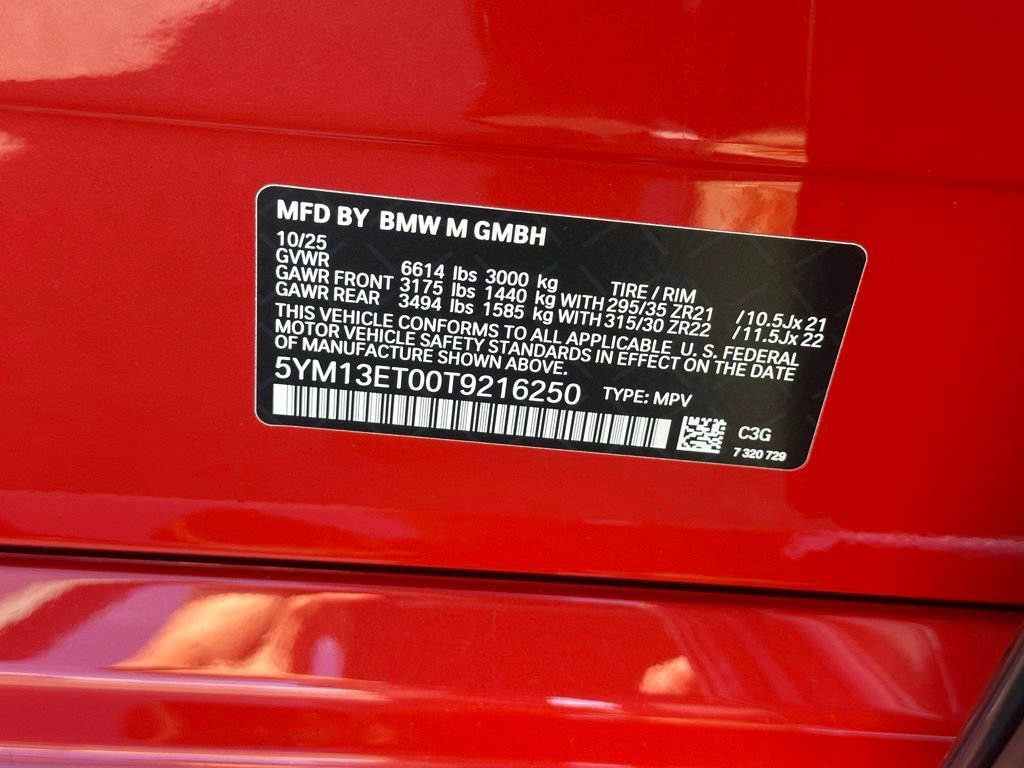 MFD BY BMW M GMBH
10/25
GVWR 6614 lbs 3000 kg TIRE / RIM
GAWR FRONT 3175 lbs 1440 kg WITH 295/35 ZR21 /10.5Jx 21
GAWR REAR 3494 lbs 1585 kg WITH 315/30 ZR22 /11.5Jx 22
THIS VEHICLE CONFORMS TO ALL APPLICABLE U. S. FEDERAL
MOTOR VEHICLE SAFETY STANDARDS IN EFFECT ON THE DATE
OF MANUFACTURE SHOWN ABOVE.
5YM13ET00T9216250 TYPE: MPV
C3G
7 320 729